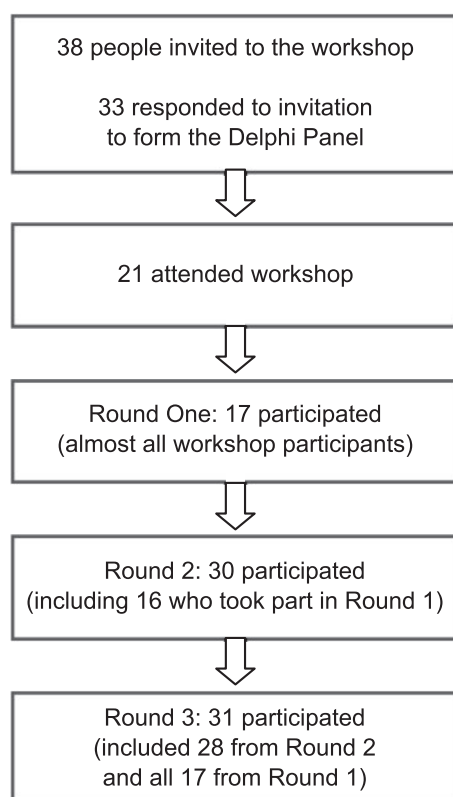 38 people invited to the workshop
33 responded to invitation
to form the Delphi Panel
21 attended workshop
Round One: 17 participated
(almost all workshop participants)
Round 2: 30 participated
(including 16 who took part in Round 1)
Round 3: 31 participated
(included 28 from Round 2
and all 17 from Round 1)